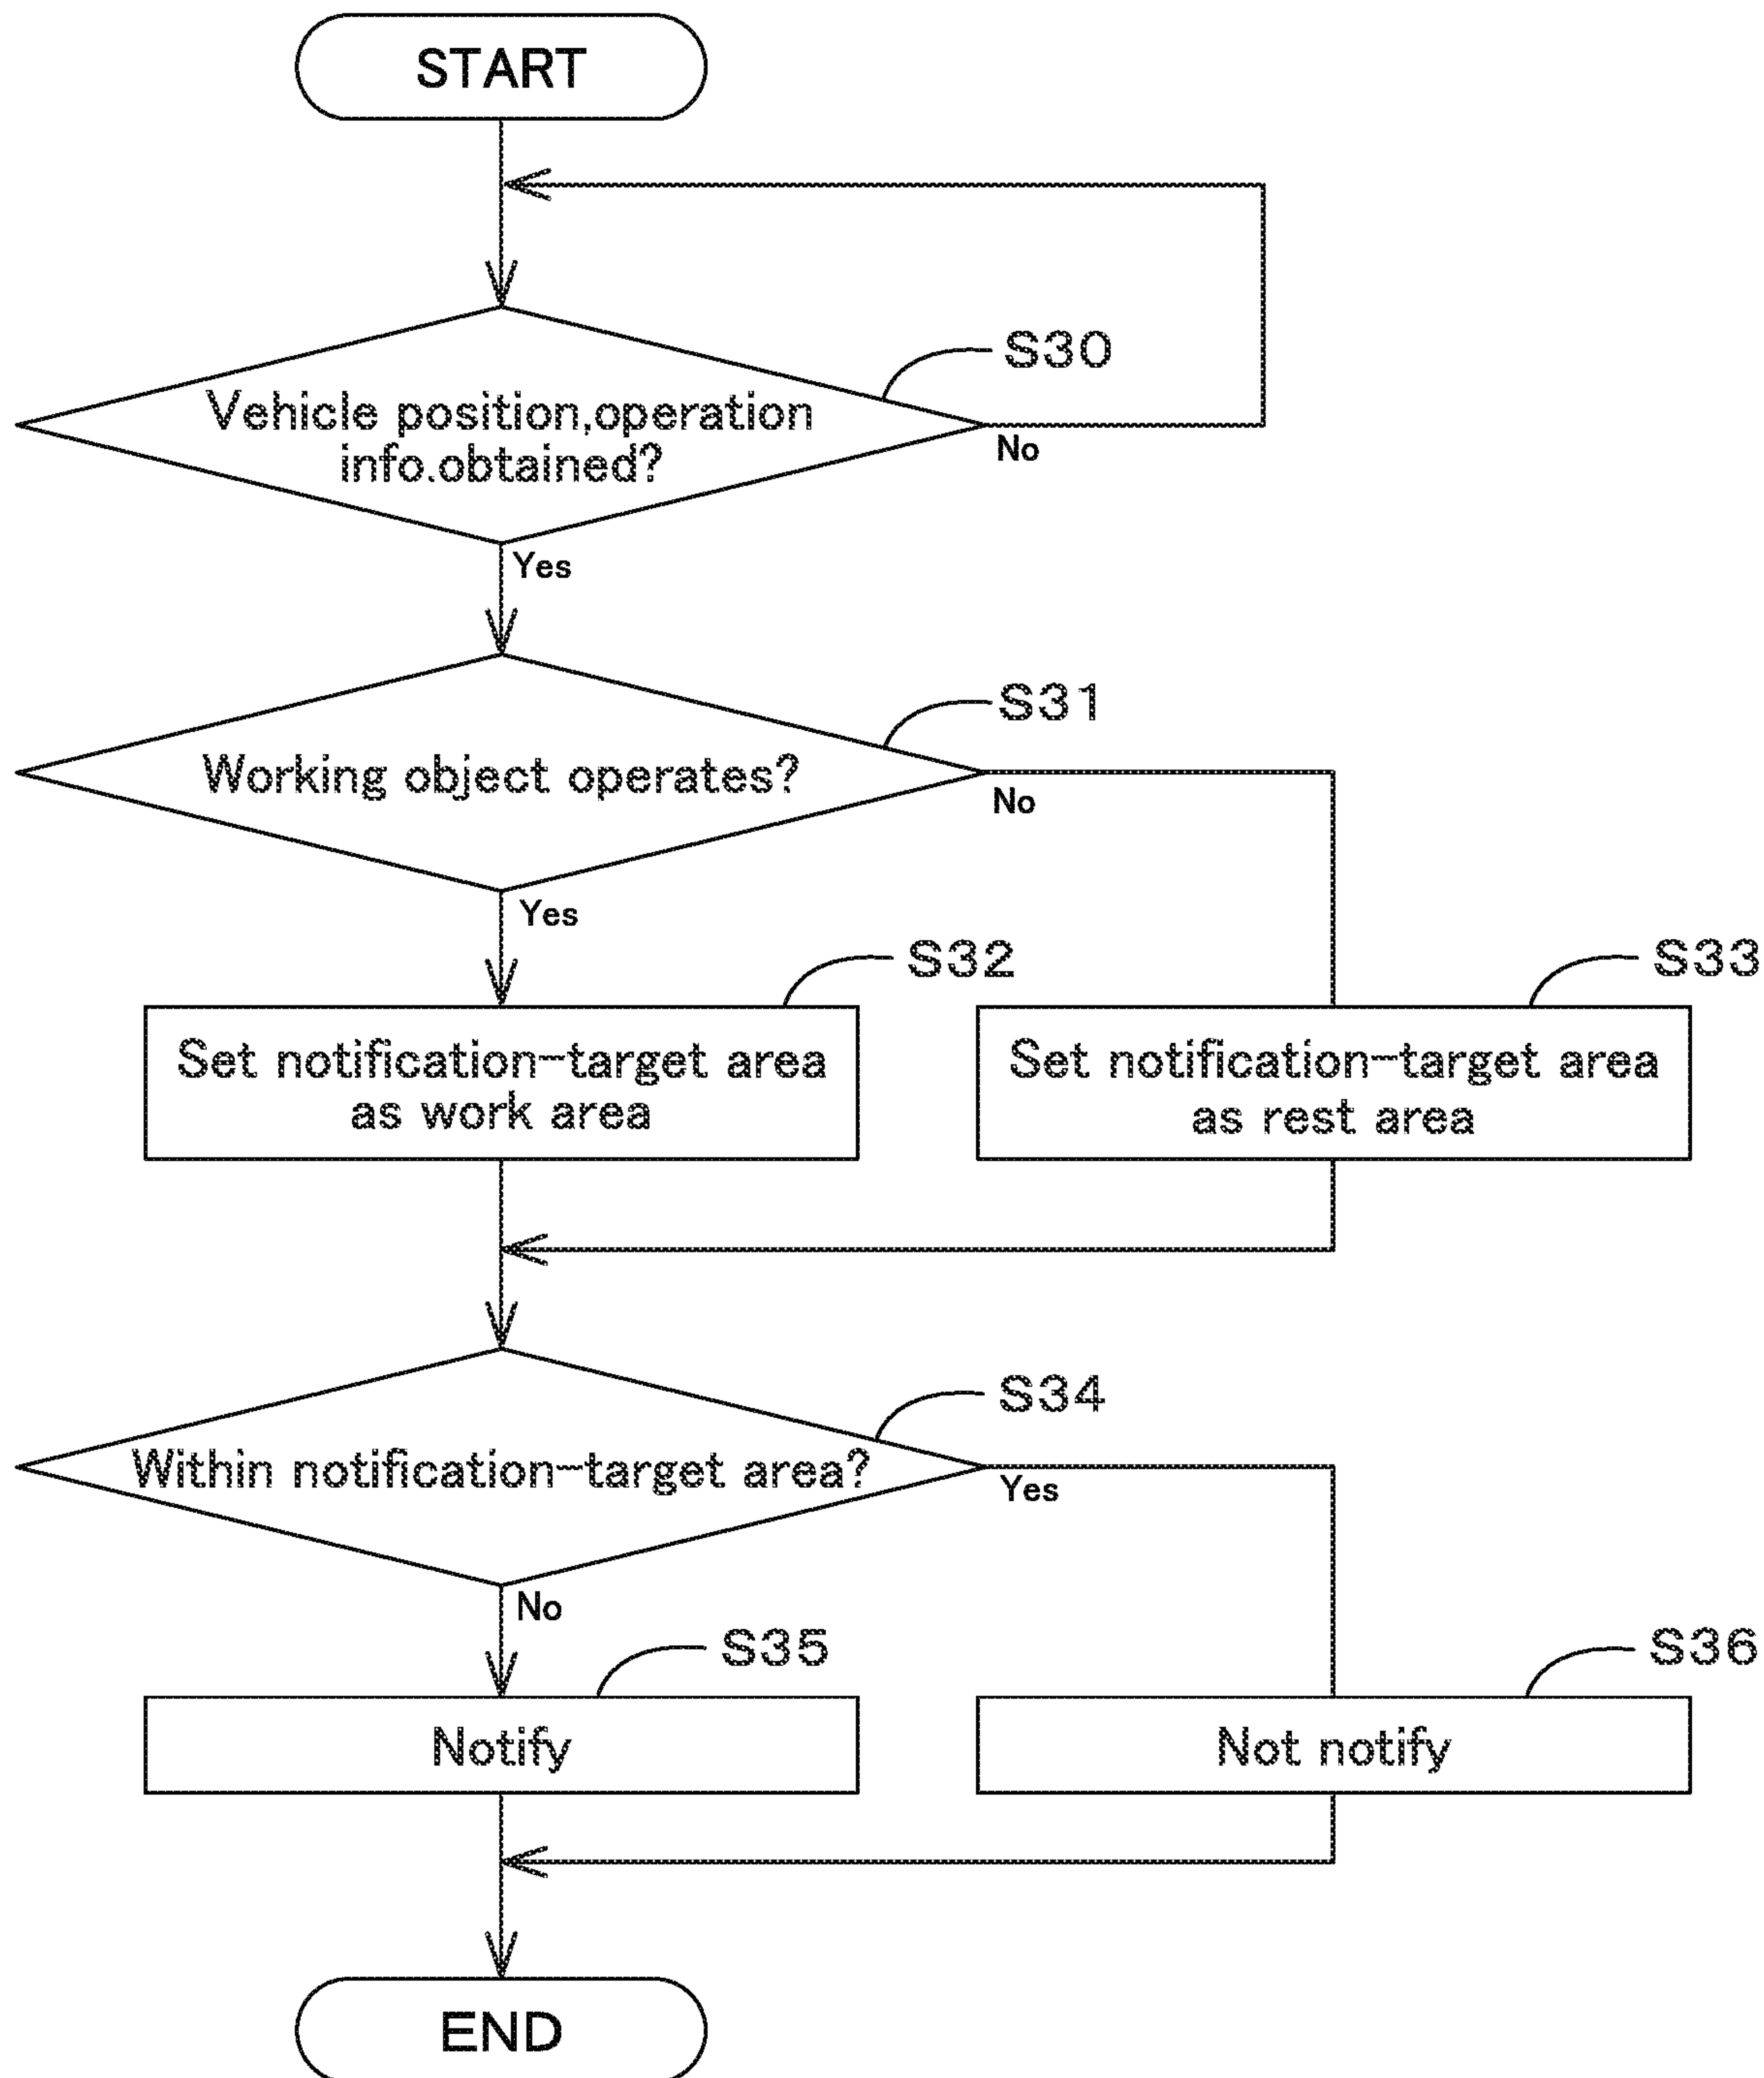 START
S30
Vehicle position,operation
info.obtained?
No
Yes
S31
Working object operates?
No
Yes
S32
S33
Set notification-target area
as work area
Set notification-target area
as rest area
S34
Within notification-target area?
Yes
No
S35
S36
Notify
Not notify
END